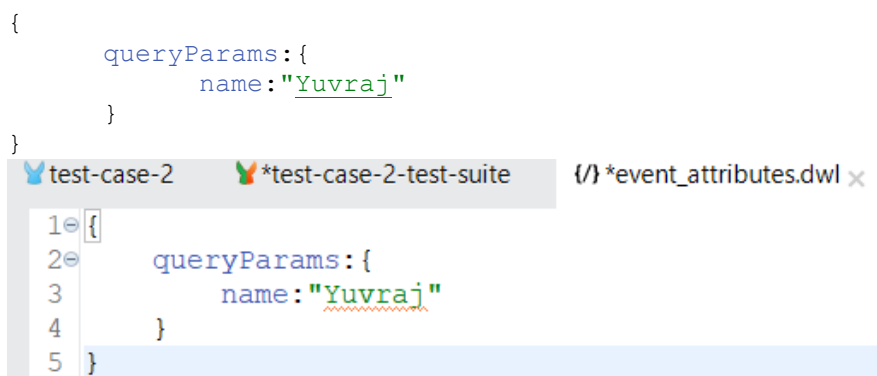 {
queryParams:{
name:"Yuvraj"
}
}
test-case-2 *test-case-2-test-suite {/} *event_attributes.dwl
1 {
2 queryParams:{
3 name:"Yuvraj"
4 }
5 }